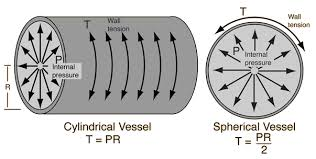 T
Wall
tension
P
Internal
pressure
R
Cylindrical Vessel
T = PR
T
Wall
tension
P
Internal
pressure
Spherical Vessel
T = PR
2